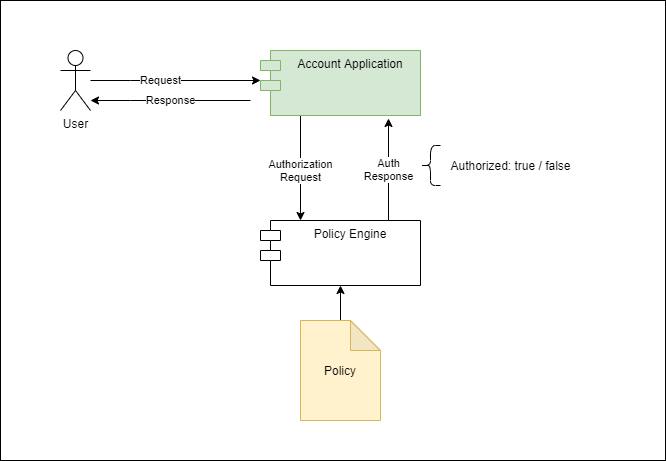 Account Application
Request
Response
User
Authorization
Request
Auth
Response
Authorized: true / false
Policy Engine
Policy